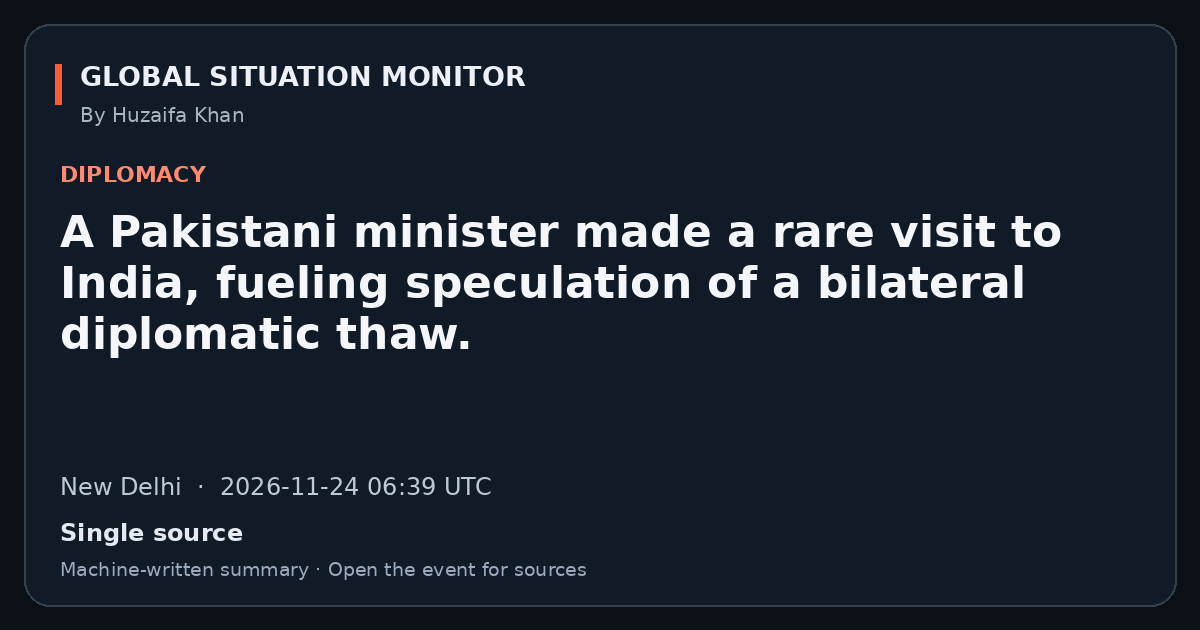 GLOBAL SITUATION MONITOR
By Huzaifa Khan
DIPLOMACY
A Pakistani minister made a rare visit to
India, fueling speculation of a bilateral
diplomatic thaw.
New Delhi · 2026-11-24 06:39 UTC
Single source
Machine-written summary · Open the event for sources